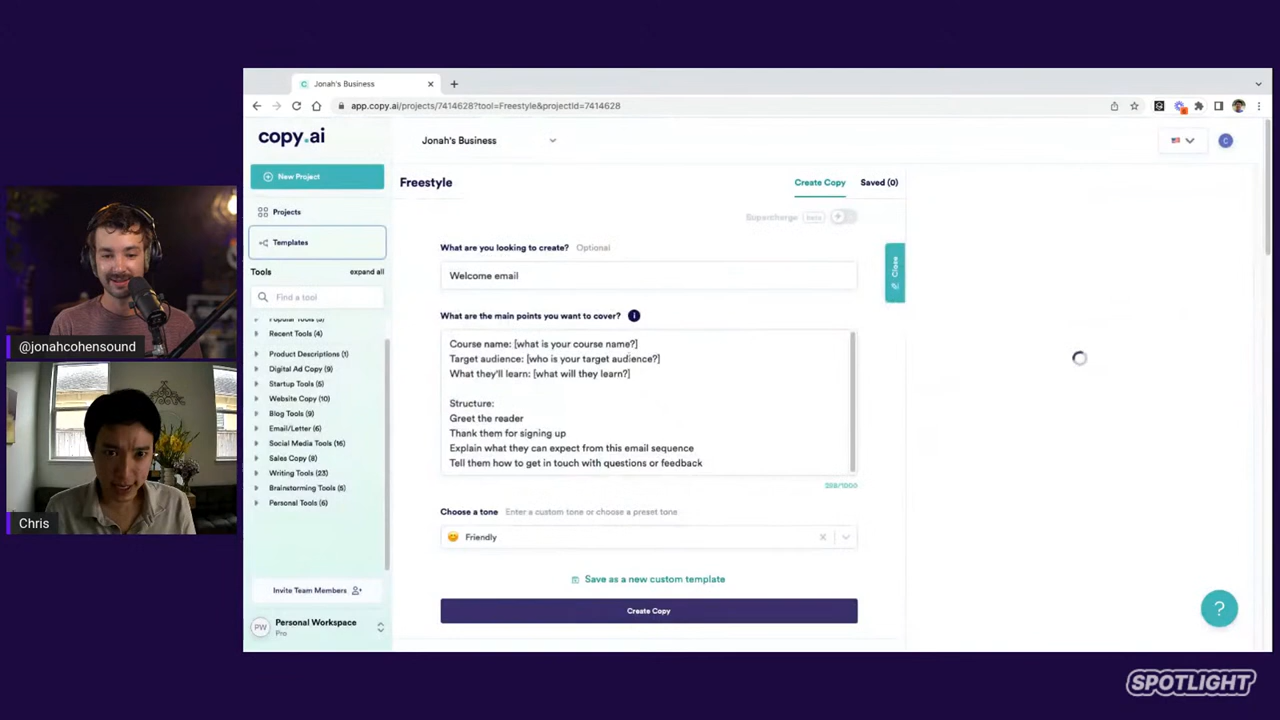 Jonah's Business
app.copy.ai/projects/7414628?tool=Freestyle&projectId=7414628
copy.ai
Jonah's Business
New Project
Freestyle
Create Copy
Saved (0)
Projects
Supercharge
beta
Templates
What are you looking to create? Optional
Tools
expand all
Welcome email
Close
Find a tool
What are the main points you want to cover?
Popular Tools (5)
Recent Tools (4)
Product Descriptions (1)
Digital Ad Copy (9)
Startup Tools (5)
Website Copy (10)
Blog Tools (9)
Email/Letter (6)
Social Media Tools (16)
Sales Copy (8)
Writing Tools (23)
Brainstorming Tools (5)
Personal Tools (6)
Course name: [what is your course name?]
Target audience: [who is your target audience?]
What they'll learn: [what will they learn?]
Structure:
Greet the reader
Thank them for signing up
Explain what they can expect from this email sequence
Tell them how to get in touch with questions or feedback
Choose a tone Enter a custom tone or choose a preset tone
Friendly
Save as a new custom template
Create Copy
Invite Team Members
PW
Personal Workspace
Pro
C
?
@jonahcohensound
Chris
SPOTLIGHT